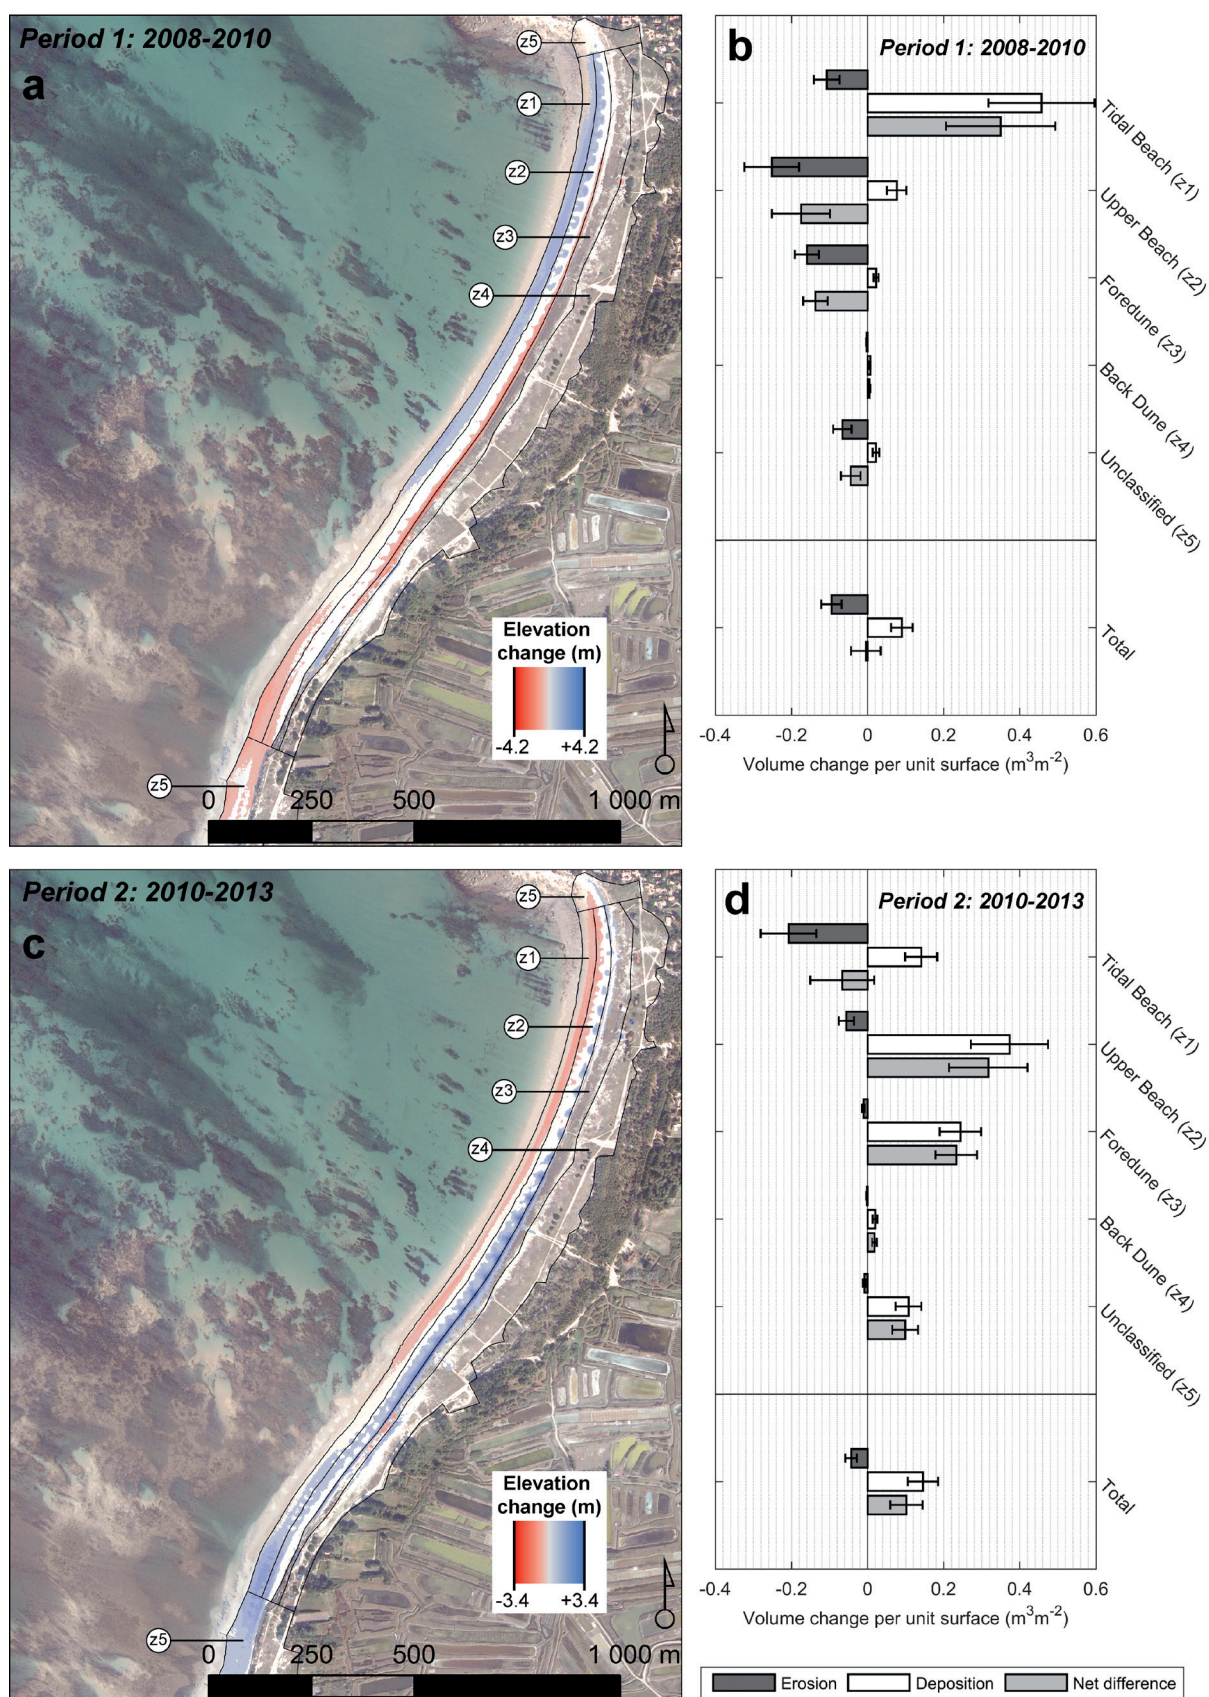 Period 1: 2008-2010
a
z5
z1
z2
z3
z4
z5
Elevation
change (m)
-4.2 +4.2
0 250 500 1 000 m
b
Period 1: 2008-2010
Tidal Beach (z1)
Upper Beach (z2)
Foredune (z3)
Back Dune (z4)
Unclassified (z5)
Total
-0.4 -0.2 0 0.2 0.4 0.6
Volume change per unit surface (m³m⁻²)
Period 2: 2010-2013
c
z5
z1
z2
z3
z4
z5
Elevation
change (m)
-3.4 +3.4
0 250 500 1 000 m
d
Period 2: 2010-2013
Tidal Beach (z1)
Upper Beach (z2)
Foredune (z3)
Back Dune (z4)
Unclassified (z5)
Total
-0.4 -0.2 0 0.2 0.4 0.6
Volume change per unit surface (m³m⁻²)
Erosion Deposition Net difference